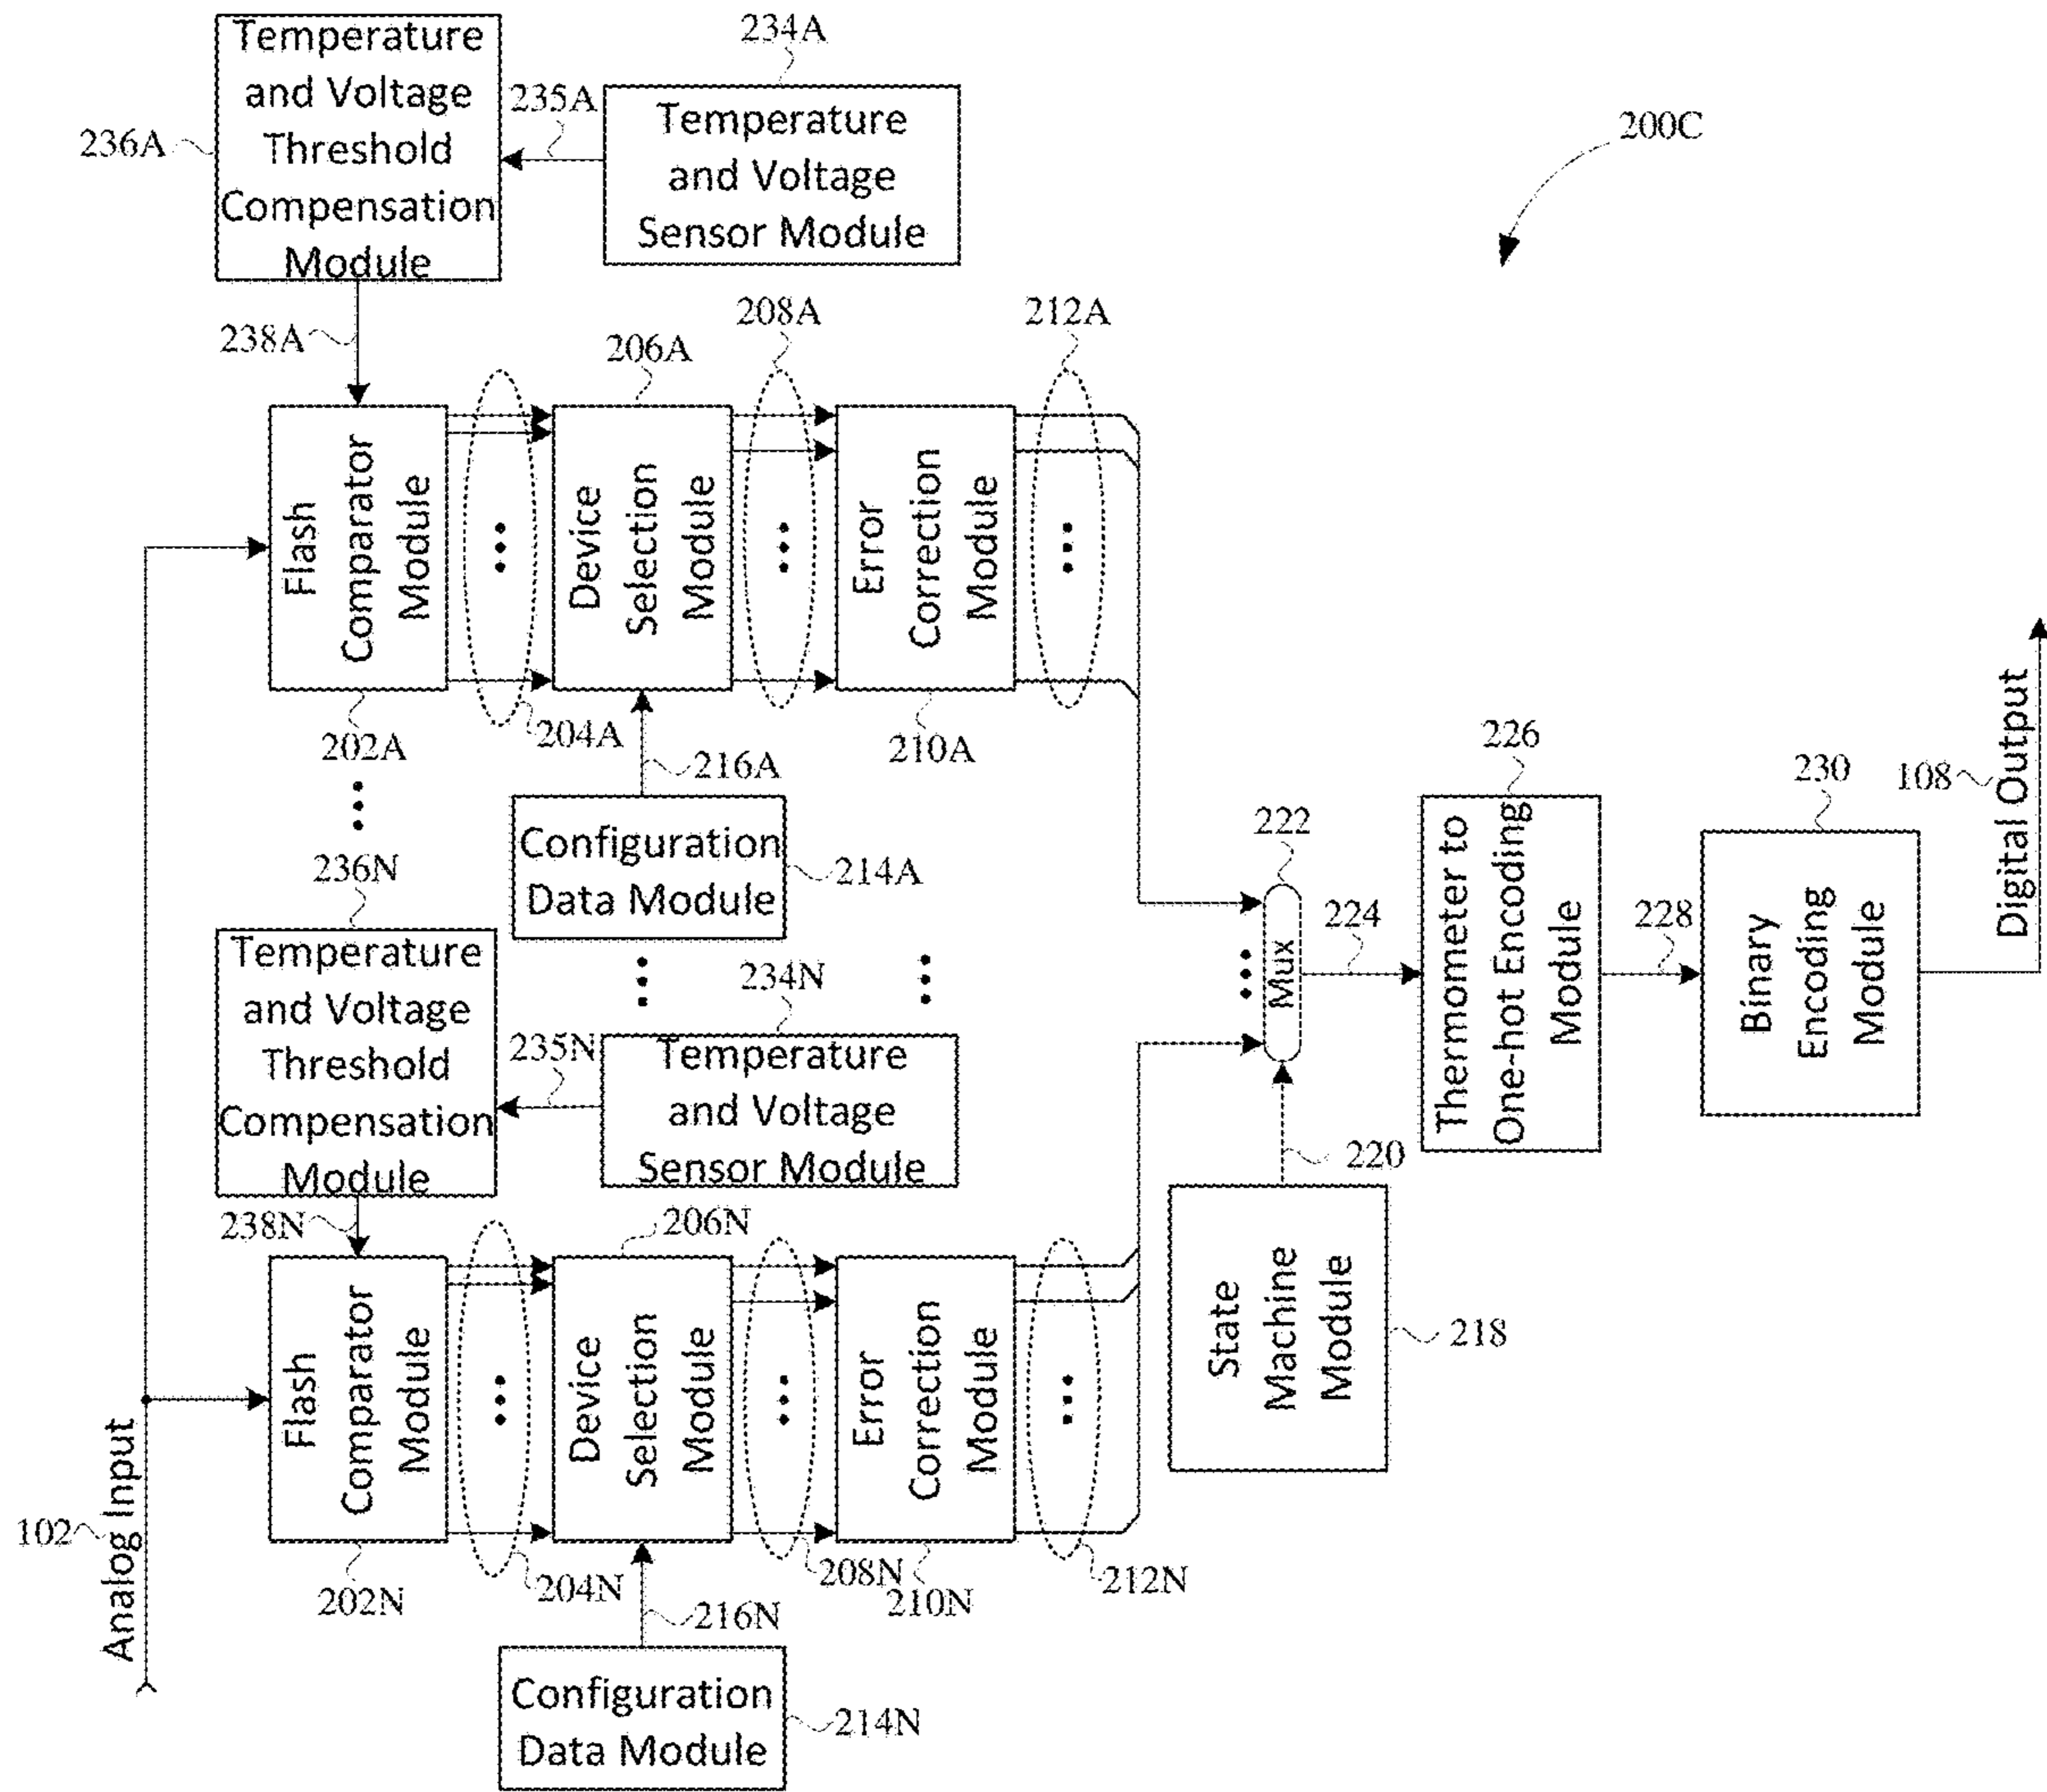 Temperature
and Voltage
Threshold
Compensation
Module
236A
235A
234A
Temperature
and Voltage
Sensor Module
200C
238A
206A
208A
212A
Flash
Comparator
Module
Device
Selection
Module
Error
Correction
Module
202A
204A
210A
216A
Configuration
Data Module
214A
236N
Temperature
and Voltage
Threshold
Compensation
Module
235N
234N
Temperature
and Voltage
Sensor Module
222
Mux
224
226
Thermometer to
One-hot Encoding
Module
228
230
Binary
Encoding
Module
108
Digital Output
220
State
Machine
Module
218
238N
206N
Flash
Comparator
Module
Device
Selection
Module
Error
Correction
Module
102
Analog Input
202N
204N
208N
210N
212N
216N
Configuration
Data Module
214N